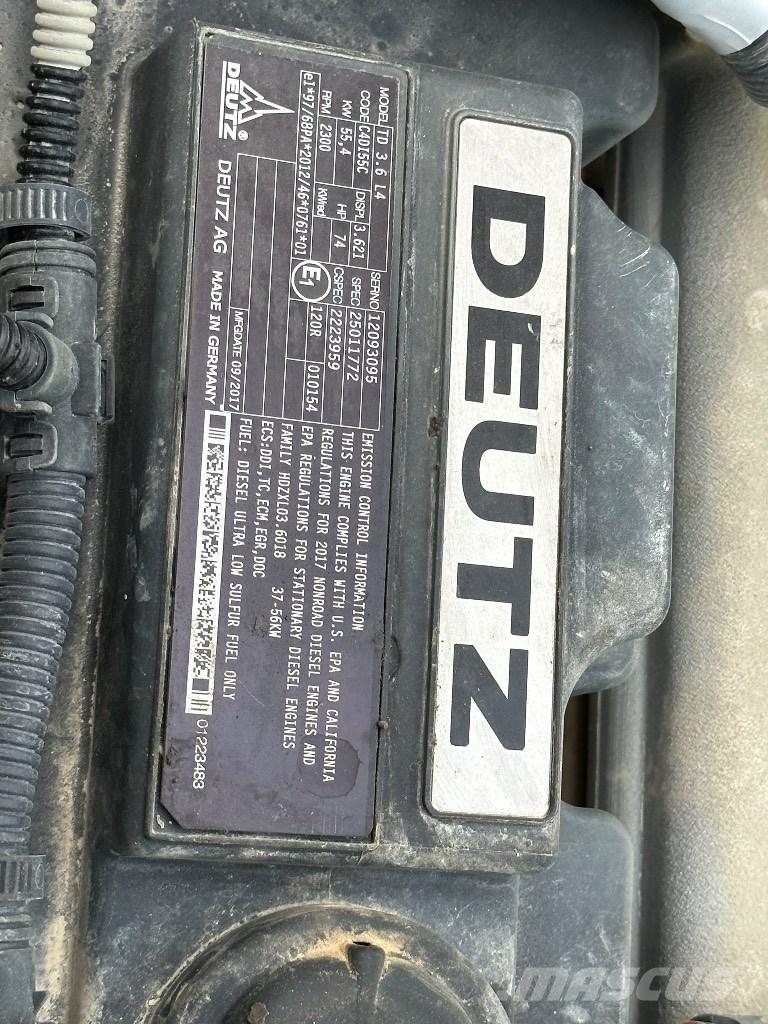 MODEL TD 3.6 L4
CODE C4DI55C DISPL 3.621 SERNO 12093095
KW 55,4 HP 74 SPEC 25011772
RPM 2300 KWred CSPEC 2223959
e1*97/68PA*2012/46*0761*01 E1 120R 010154
DEUTZ ®
MFGDATE 09/2017
DEUTZ AG MADE IN GERMANY
EMISSION CONTROL INFORMATION
THIS ENGINE COMPLIES WITH U.S. EPA AND CALIFORNIA
REGULATIONS FOR 2017 NONROAD DIESEL ENGINES AND
EPA REGULATIONS FOR STATIONARY DIESEL ENGINES
FAMILY HDZXL03.6018 37-56KW
ECS:DDI,TC,ECM,EGR,DOC
FUEL: DIESEL ULTRA LOW SULFUR FUEL ONLY
01223483
DEUTZ
MASCUS